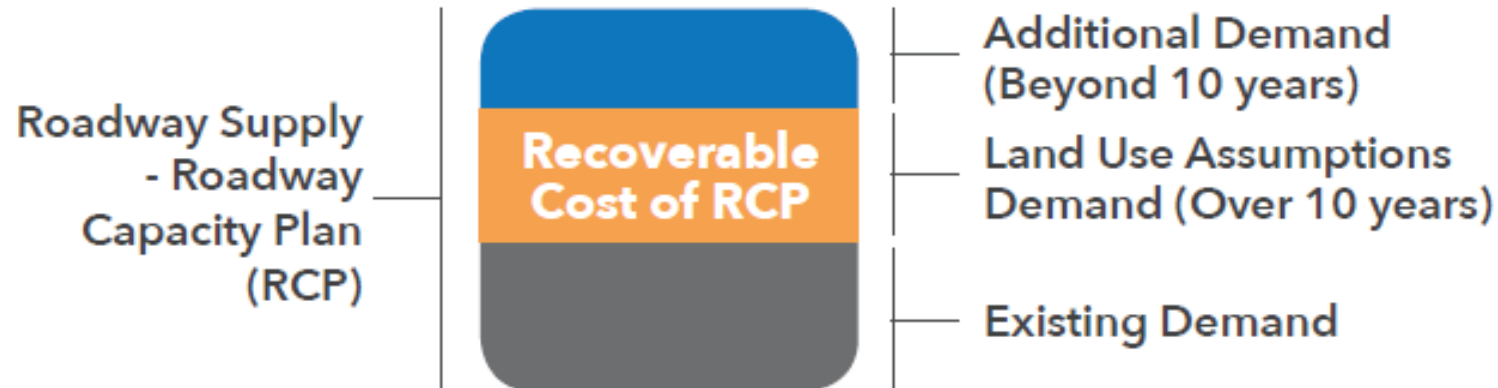 Roadway Supply
- Roadway
Capacity Plan
(RCP)
Recoverable
Cost of RCP
Additional Demand
(Beyond 10 years)
Land Use Assumptions
Demand (Over 10 years)
Existing Demand